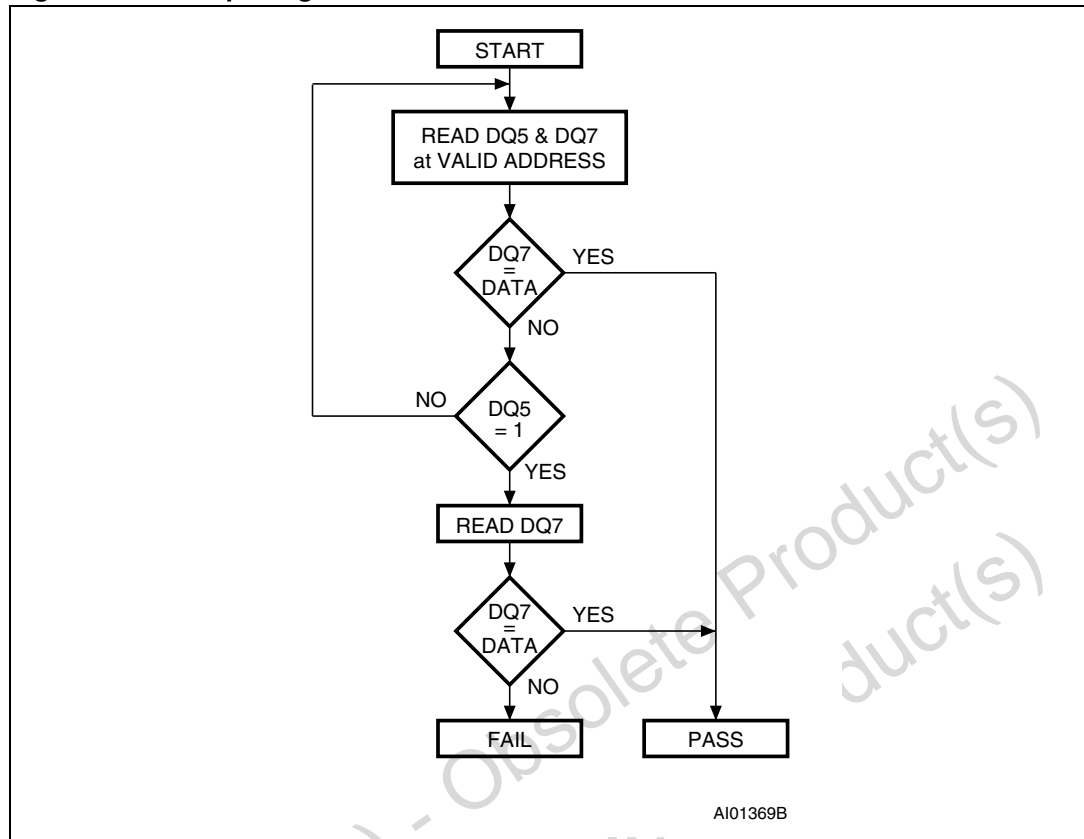 START
READ DQ5 & DQ7
at VALID ADDRESS
DQ7
=
DATA
YES
NO
DQ5
= 1
NO
YES
READ DQ7
DQ7
=
DATA
YES
NO
FAIL
PASS
AI01369B
) - Obsolete Product(s)
duct(s)